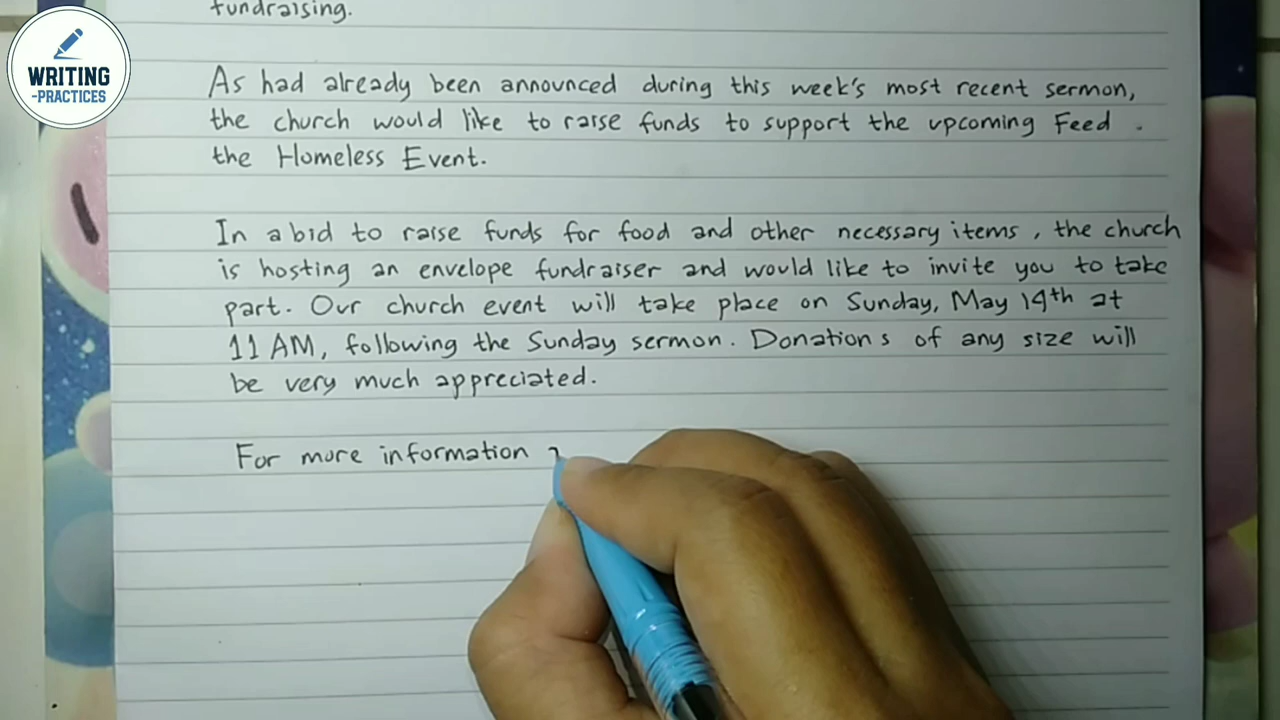 WRITING
-PRACTICES
fundraising.
As had already been announced during this week's most recent sermon,
the church would like to raise funds to support the upcoming Feed
the Homeless Event.
In a bid to raise funds for food and other necessary items, the church
is hosting an envelope fundraiser and would like to invite you to take
part. Our church event will take place on Sunday, May 14th at
11 AM, following the Sunday sermon. Donations of any size will
be very much appreciated.
For more information